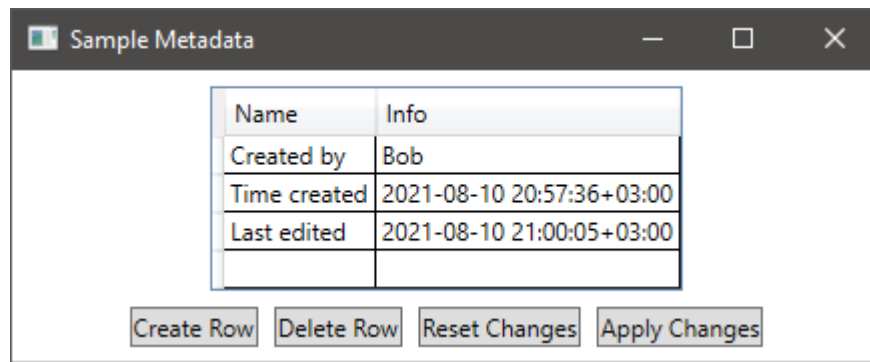 Sample Metadata
Name Info
Created by Bob
Time created 2021-08-10 20:57:36+03:00
Last edited 2021-08-10 21:00:05+03:00
Create Row Delete Row Reset Changes Apply Changes